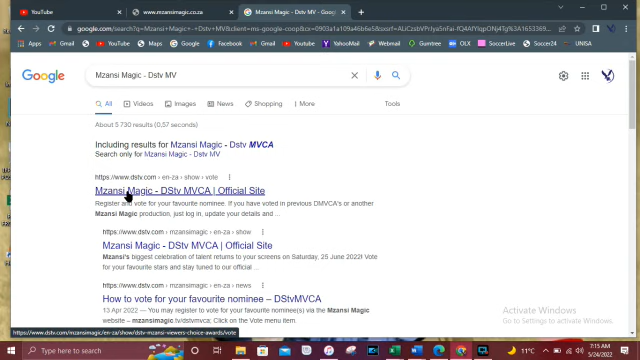 YouTube
www.mzansimagic.co.za
Mzansi Magic - Dstv MV - Google
Apps
Gmail
YouTube
Maps
Google
Facebook
Gmail
Youtube
YahooMail
Webmail
Gumtree
OLX
SoccerLive
Soccer24
UNISA
Google
Mzansi Magic - Dstv MV
All
Videos
Images
News
Shopping
More
Tools
About 5 730 results (0,57 seconds)
Including results for Mzansi Magic - Dstv MVCA
Search only for Mzansi Magic - Dstv MV
https://www.dstv.com › en-za › show › vote
Mzansi Magic - DStv MVCA | Official Site
Register and vote for your favourite nominee. If you have voted in previous DMVCA's or another
Mzansi Magic production, just log in, update your details and ...
https://www.dstv.com › mzansimagic › en-za › show
Mzansi Magic - DStv MVCA | Official Site
Mzansi's biggest celebration of talent returns to your screens on Saturday, 25 June 2022! Vote
for your favourite stars and stay tuned to our official ...
https://www.dstv.com › mzansimagic › en-za › news
How to vote for your favourite nominee – DStvMVCA
13 Apr 2022 — You may register to vote for your favourite nominee(s) via the Mzansi Magic
website – mzansimagic.tv/dstvmvca; Click on the Vote menu item.
https://www.dstv.com/mzansimagic/en-za/show/dstv-mzansi-viewers-choice-awards/vote
Activate Windows
Go to Settings to activate Windows.
Type here to search
11°C
7:15 AM
5/24/2022